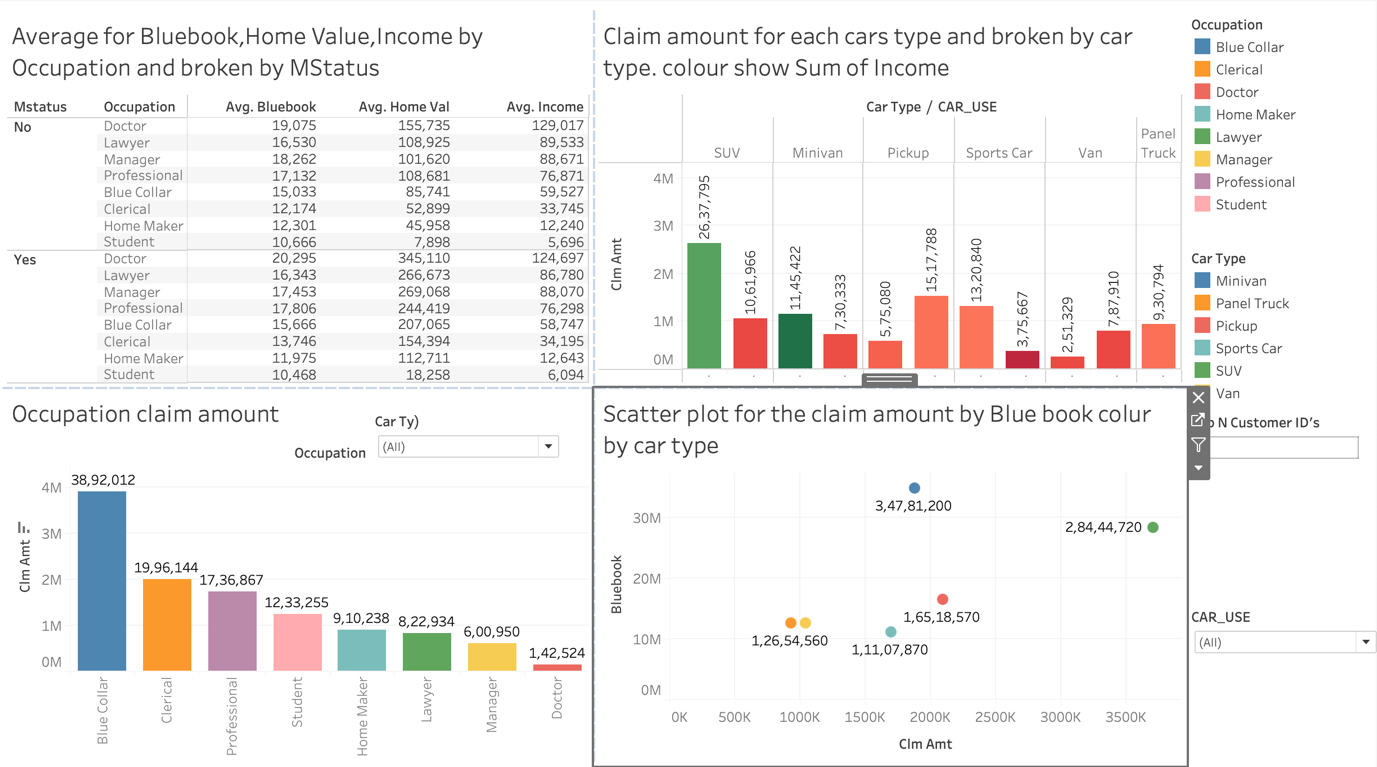 Average for Bluebook,Home Value,Income by
Occupation and broken by MStatus
Mstatus Occupation Avg. Bluebook Avg. Home Val Avg. Income
No Doctor 19,075 155,735 129,017
Lawyer 16,530 108,925 89,533
Manager 18,262 101,620 88,671
Professional 17,132 108,681 76,871
Blue Collar 15,033 85,741 59,527
Clerical 12,174 52,899 33,745
Home Maker 12,301 45,958 12,240
Student 10,666 7,898 5,696
Yes Doctor 20,295 345,110 124,697
Lawyer 16,343 266,673 86,780
Manager 17,453 269,068 88,070
Professional 17,806 244,419 76,298
Blue Collar 15,666 207,065 58,747
Clerical 13,746 154,394 34,195
Home Maker 11,975 112,711 12,643
Student 10,468 18,258 6,094
Claim amount for each cars type and broken by car
type. colour show Sum of Income
Car Type / CAR_USE
SUV Minivan Pickup Sports Car Van Panel
Truck
4M
3M
2M
1M
0M
Clm Amt
26,37,795
10,61,966
11,45,422
7,30,333
5,75,080
15,17,788
13,20,840
3,75,667
2,51,329
7,87,910
9,30,794
Occupation
Blue Collar
Clerical
Doctor
Home Maker
Lawyer
Manager
Professional
Student
Car Type
Minivan
Panel Truck
Pickup
Sports Car
SUV
Van
N Customer ID's
CAR_USE
(All)
Occupation claim amount
Car Ty)
Occupation (All)
4M
3M
2M
1M
0M
Clm Amt
38,92,012
19,96,144
17,36,867
12,33,255
9,10,238
8,22,934
6,00,950
1,42,524
Blue Collar
Clerical
Professional
Student
Home Maker
Lawyer
Manager
Doctor
Scatter plot for the claim amount by Blue book colur
by car type
30M
20M
10M
0M
Bluebook
3,47,81,200
2,84,44,720
1,65,18,570
1,26,54,560
1,11,07,870
0K 500K 1000K 1500K 2000K 2500K 3000K 3500K
Clm Amt